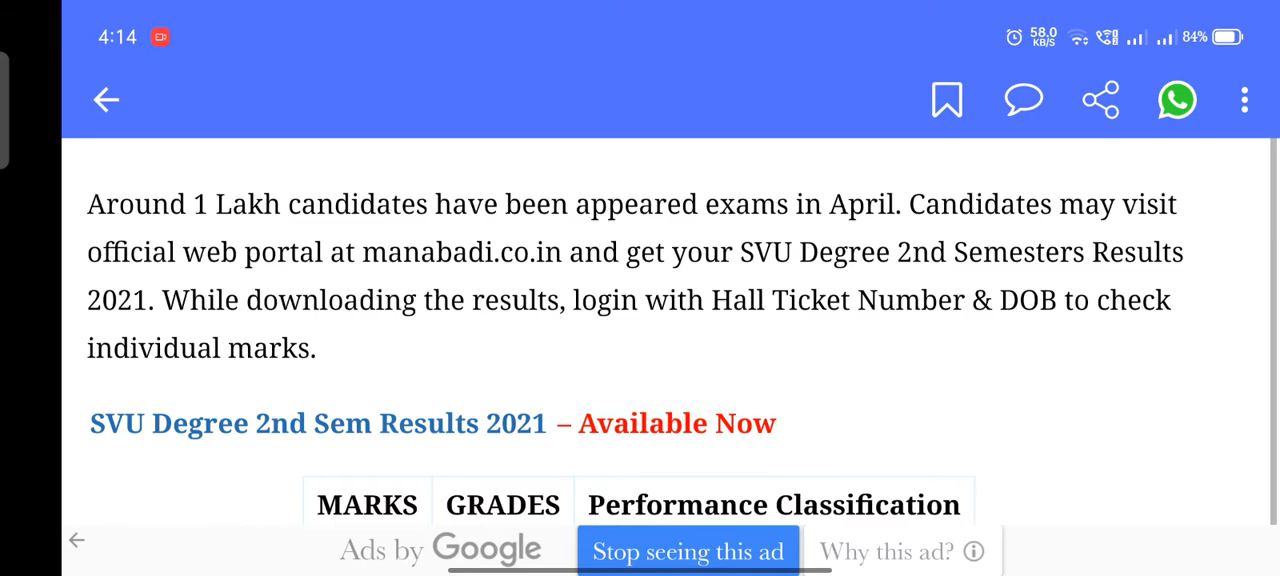 4:14 58.0 KB/S 84%
Around 1 Lakh candidates have been appeared exams in April. Candidates may visit
official web portal at manabadi.co.in and get your SVU Degree 2nd Semesters Results
2021. While downloading the results, login with Hall Ticket Number & DOB to check
individual marks.
SVU Degree 2nd Sem Results 2021 – Available Now
MARKS GRADES Performance Classification
Ads by Google Stop seeing this ad Why this ad?